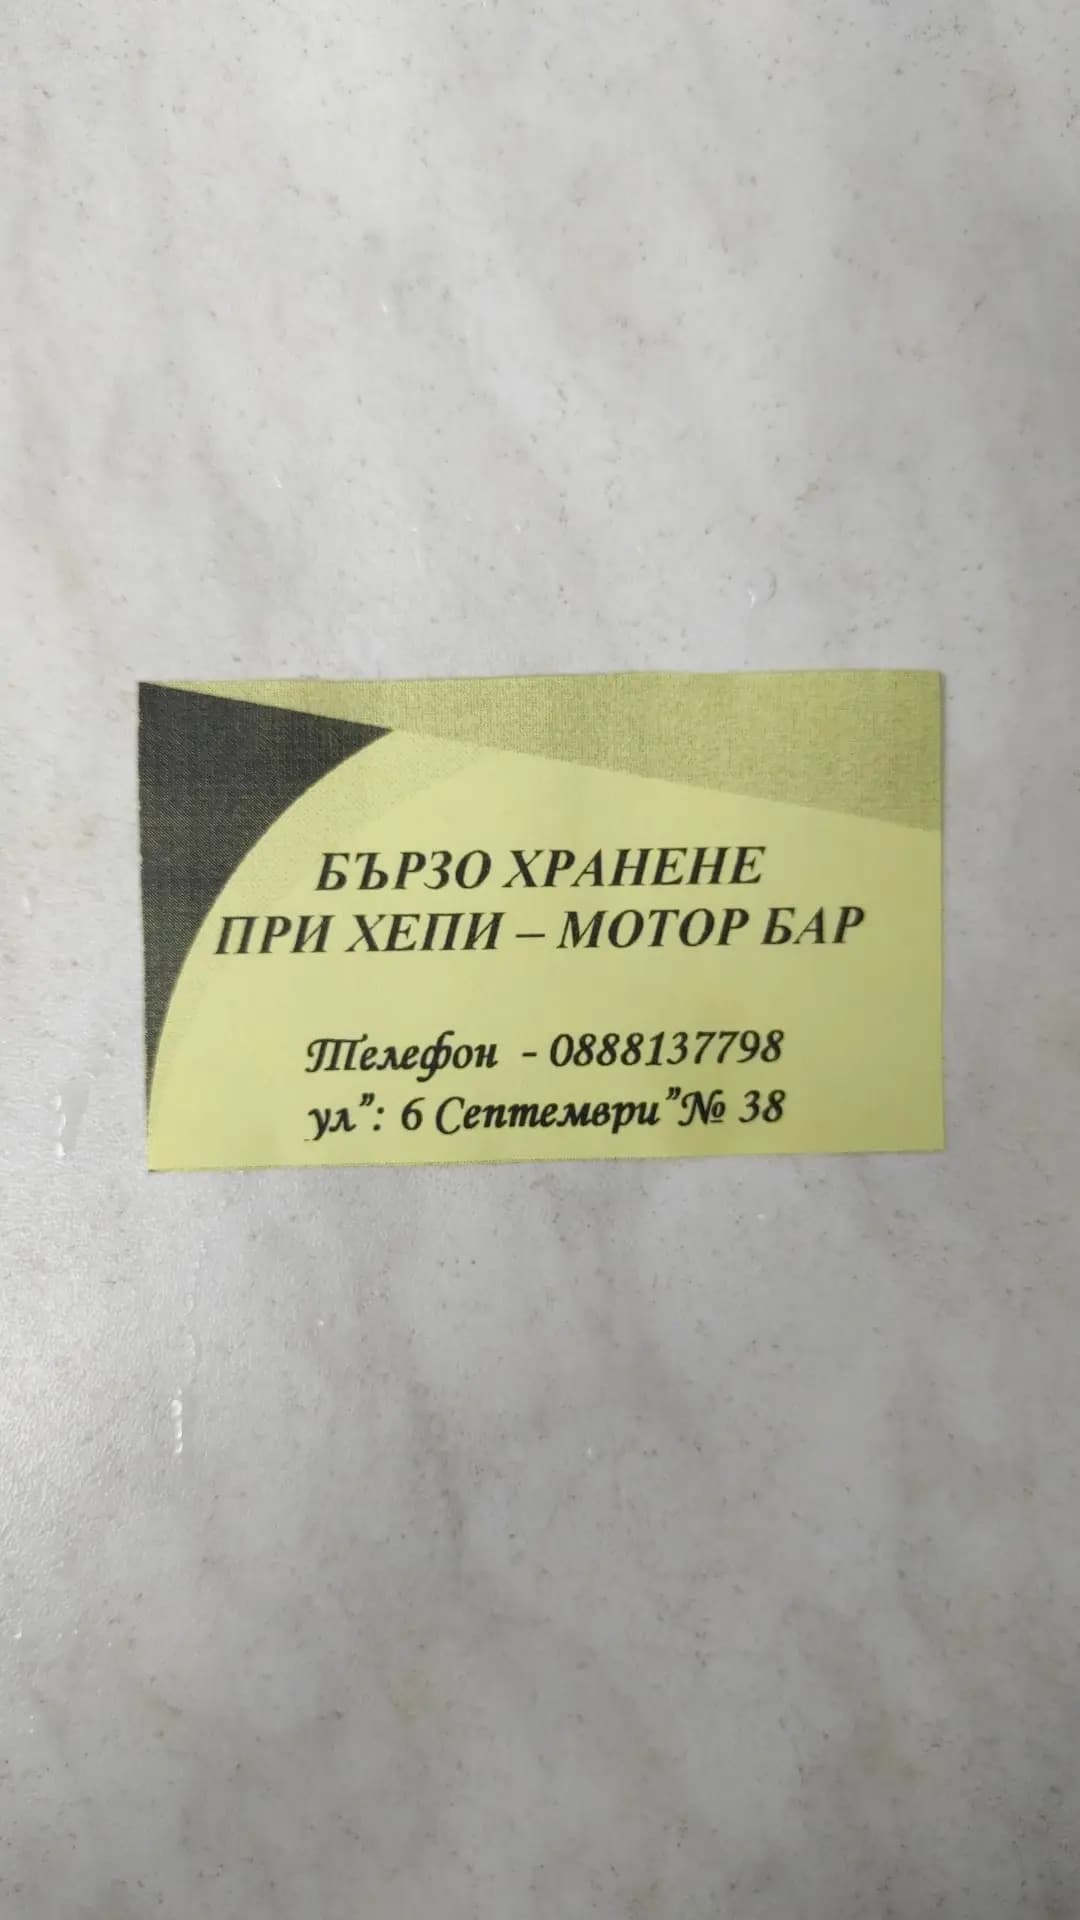 БЪРЗО ХРАНЕНЕ
ПРИ ХЕПИ – МОТОР БАР
Телефон - 0888137798
ул”: 6 Септември”№ 38